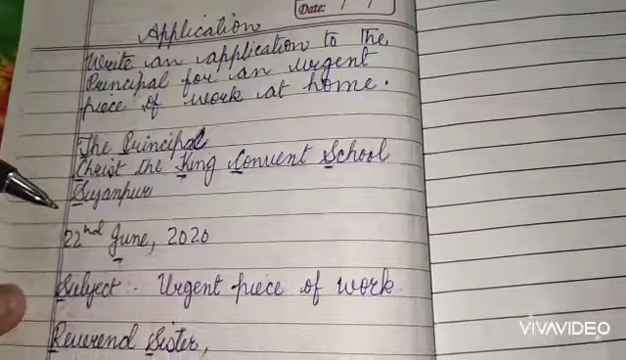 Date: / /
Application
Write an application to the
Principal for an urgent
piece of work at home.
The Principal
Christ the King Convent School
Sujanpur
22nd June, 2020
Subject :- Urgent piece of work
Reverend Sister,
VIVAVIDEO